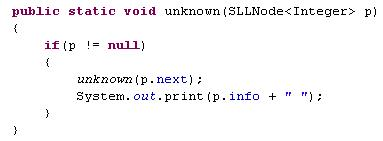 public static void unknown(SLLNode<Integer> p)
{
    if(p != null)
    {
        unknown(p.next);
        System.out.print(p.info + " ");
    }
}